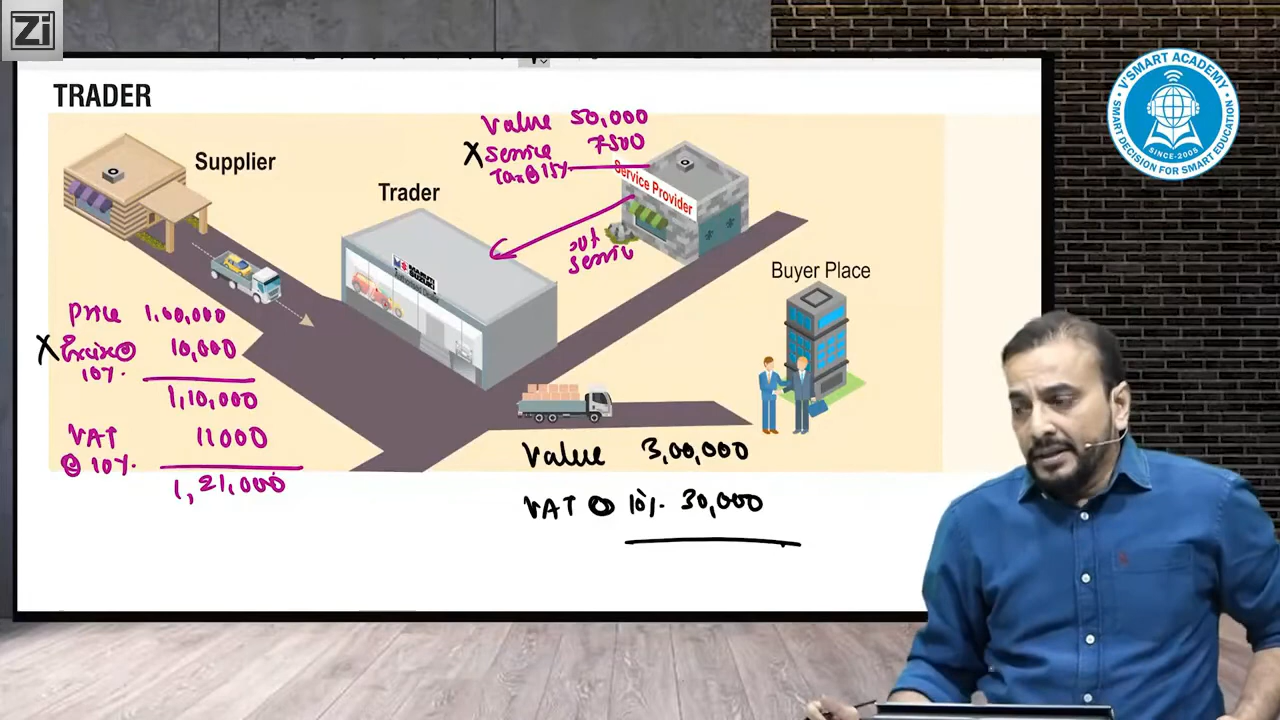 Zi
TRADER
Supplier
Trader
Value 50,000
X Service 7500
Tax @ 15%
Service Provider
out
Service
Buyer Place
Price 1,00,000
X Excise @ 10,000
10%.
1,10,000
VAT 11000
@ 10%.
1,21,000
Value 3,00,000
VAT @ 10%. 30,000
V'SMART ACADEMY
SMART DECISION FOR SMART EDUCATION
SINCE-2005